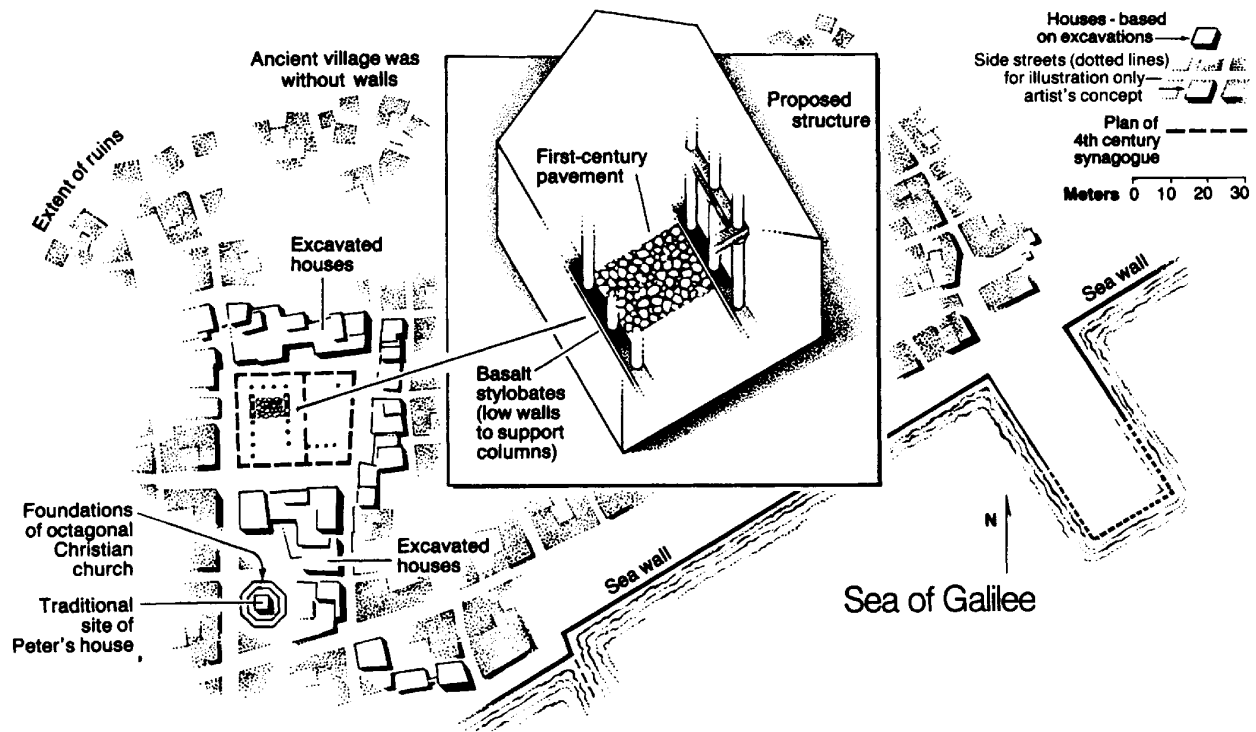 Ancient village was
without walls
Extent of ruins
Excavated
houses
First-century
pavement
Proposed
structure
Basalt
stylobates
(low walls
to support
columns)
Houses - based
on excavations
Side streets (dotted lines)
for illustration only
artist's concept
Plan of
4th century
synagogue
Meters 0 10 20 30
Sea wall
Foundations
of octagonal
Christian
church
Traditional
site of
Peter's house
Excavated
houses
Sea wall
N
Sea of Galilee